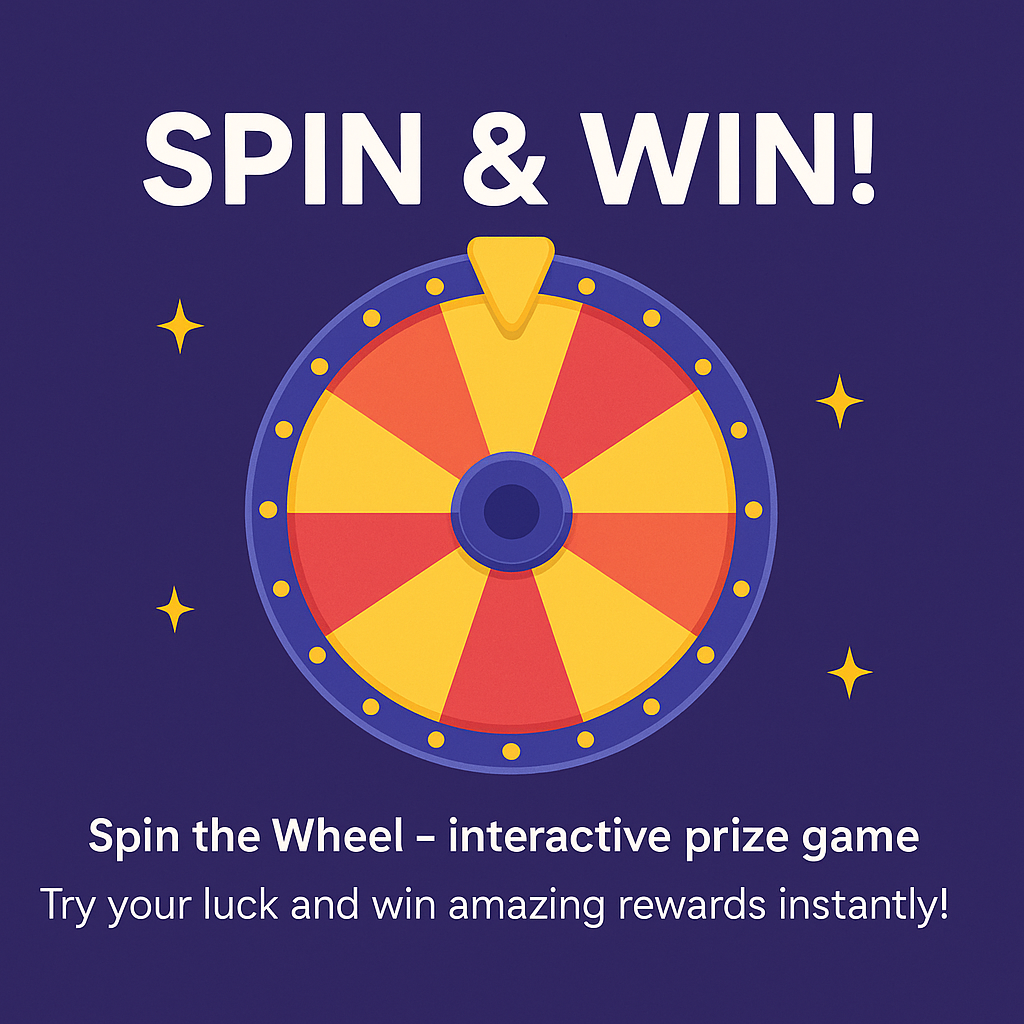 SPIN & WIN!
Spin the Wheel – interactive prize game
Try your luck and win amazing rewards instantly!